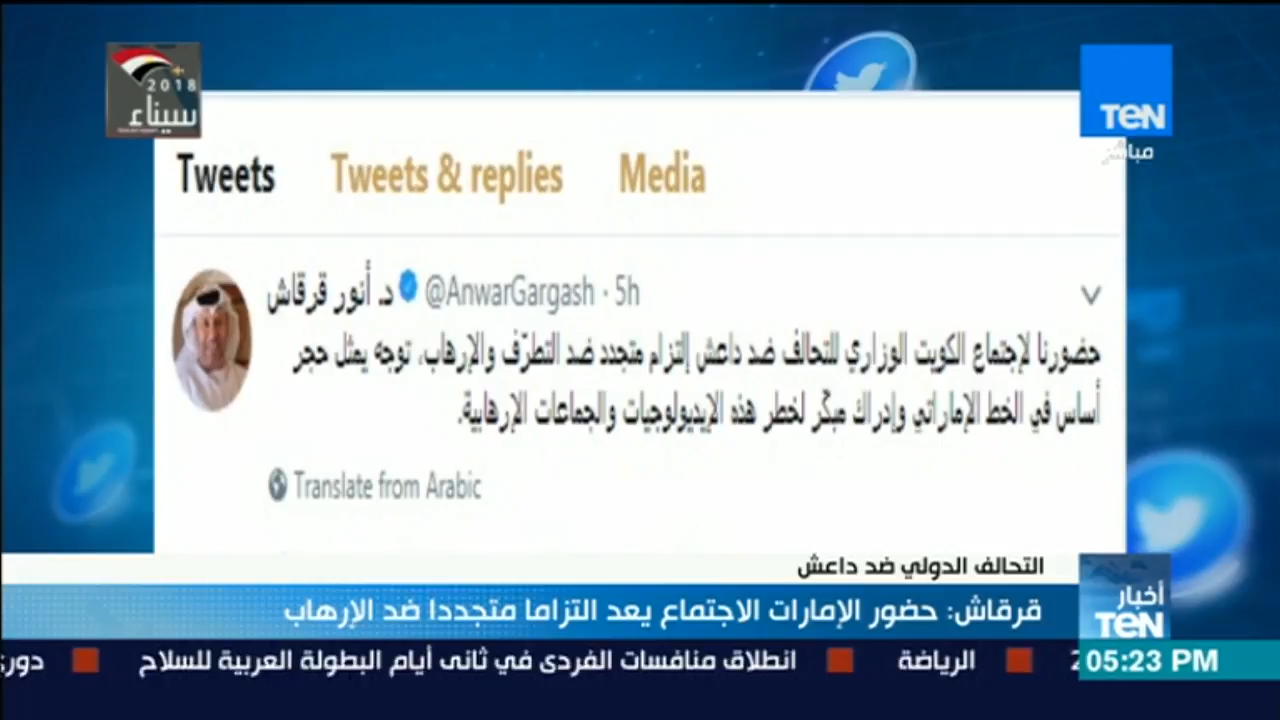 2018
سيناء
TEN
مباشر
Tweets Tweets & replies Media
د. أنور قرقاش @AnwarGargash · 5h
حضورنا لإجتماع الكويت الوزاري للتحالف ضد داعش إلتزام متجدد ضد التطرّف والإرهاب، توجه يمثل حجر
أساس في الخط الإماراتي وإدراك مبكّر لخطر هذه الإيديولوجيات والجماعات الإرهابية.
Translate from Arabic
التحالف الدولي ضد داعش
أخبار
TEN
قرقاش: حضور الإمارات الاجتماع يعد التزاما متجددا ضد الإرهاب
05:23 PM
الرياضة انطلاق منافسات الفردى في ثانى أيام البطولة العربية للسلاح